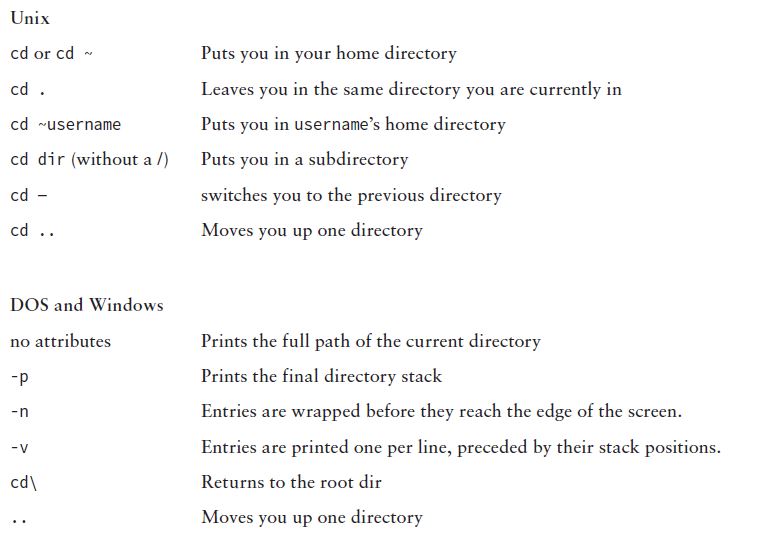 Unix
cd or cd ~ Puts you in your home directory
cd . Leaves you in the same directory you are currently in
cd ~username Puts you in username’s home directory
cd dir (without a /) Puts you in a subdirectory
cd – switches you to the previous directory
cd .. Moves you up one directory
DOS and Windows
no attributes Prints the full path of the current directory
-p Prints the final directory stack
-n Entries are wrapped before they reach the edge of the screen.
-v Entries are printed one per line, preceded by their stack positions.
cd\ Returns to the root dir
.. Moves you up one directory